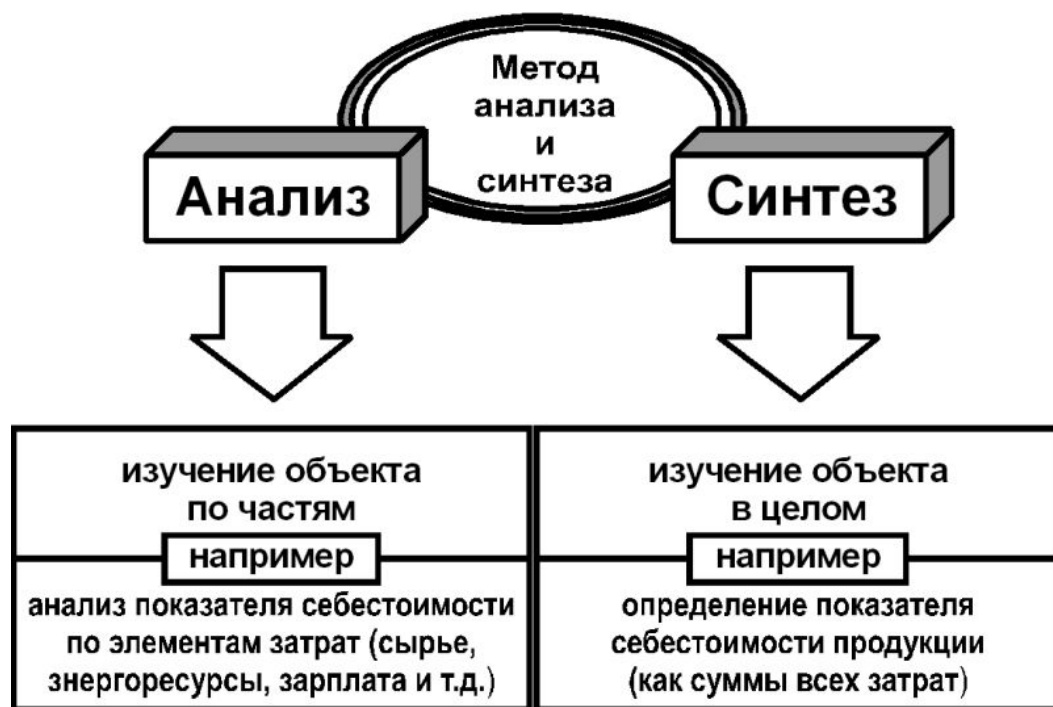 Метод
анализа
и
синтеза
Анализ
Синтез
изучение объекта
по частям
например
анализ показателя себестоимости
по элементам затрат (сырье,
знергоресурсы, зарплата и т.д.)
изучение объекта
в целом
например
определение показателя
себестоимости продукции
(как суммы всех затрат)